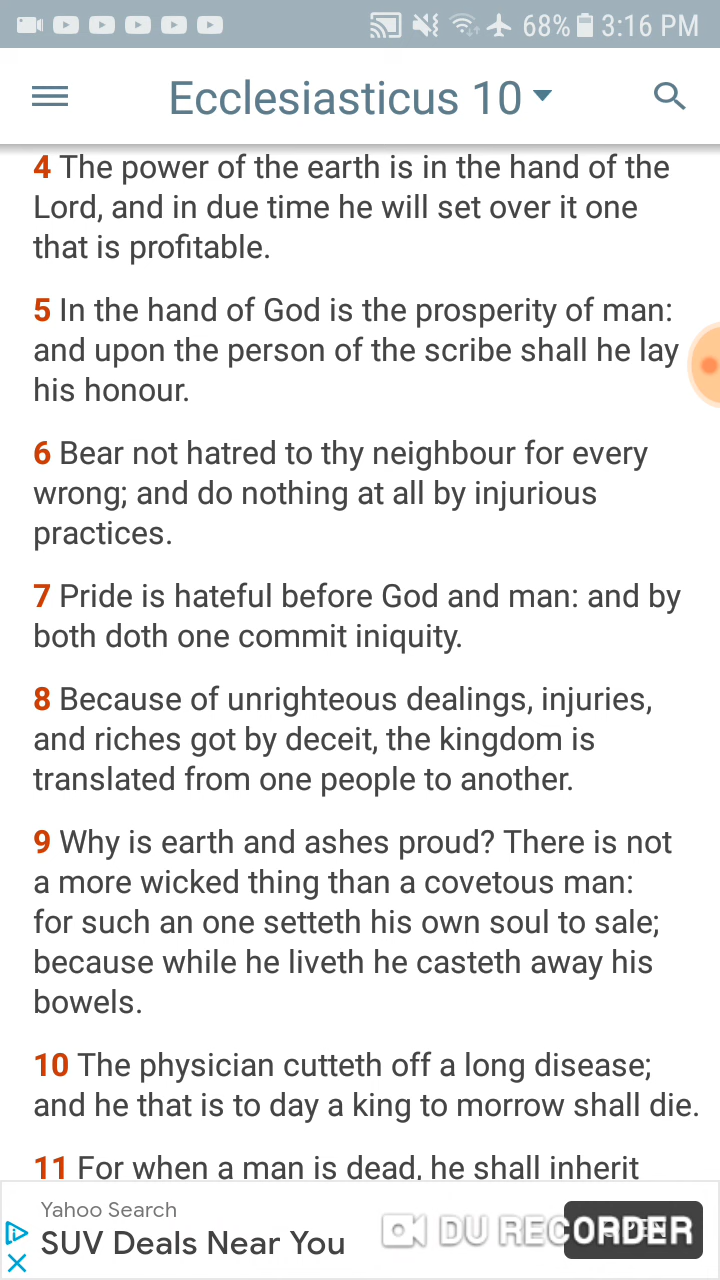 68% 3:16 PM
Ecclesiasticus 10
4 The power of the earth is in the hand of the
Lord, and in due time he will set over it one
that is profitable.
5 In the hand of God is the prosperity of man:
and upon the person of the scribe shall he lay
his honour.
6 Bear not hatred to thy neighbour for every
wrong; and do nothing at all by injurious
practices.
7 Pride is hateful before God and man: and by
both doth one commit iniquity.
8 Because of unrighteous dealings, injuries,
and riches got by deceit, the kingdom is
translated from one people to another.
9 Why is earth and ashes proud? There is not
a more wicked thing than a covetous man:
for such an one setteth his own soul to sale;
because while he liveth he casteth away his
bowels.
10 The physician cutteth off a long disease;
and he that is to day a king to morrow shall die.
11 For when a man is dead, he shall inherit
Yahoo Search
SUV Deals Near You
DU RECORDER